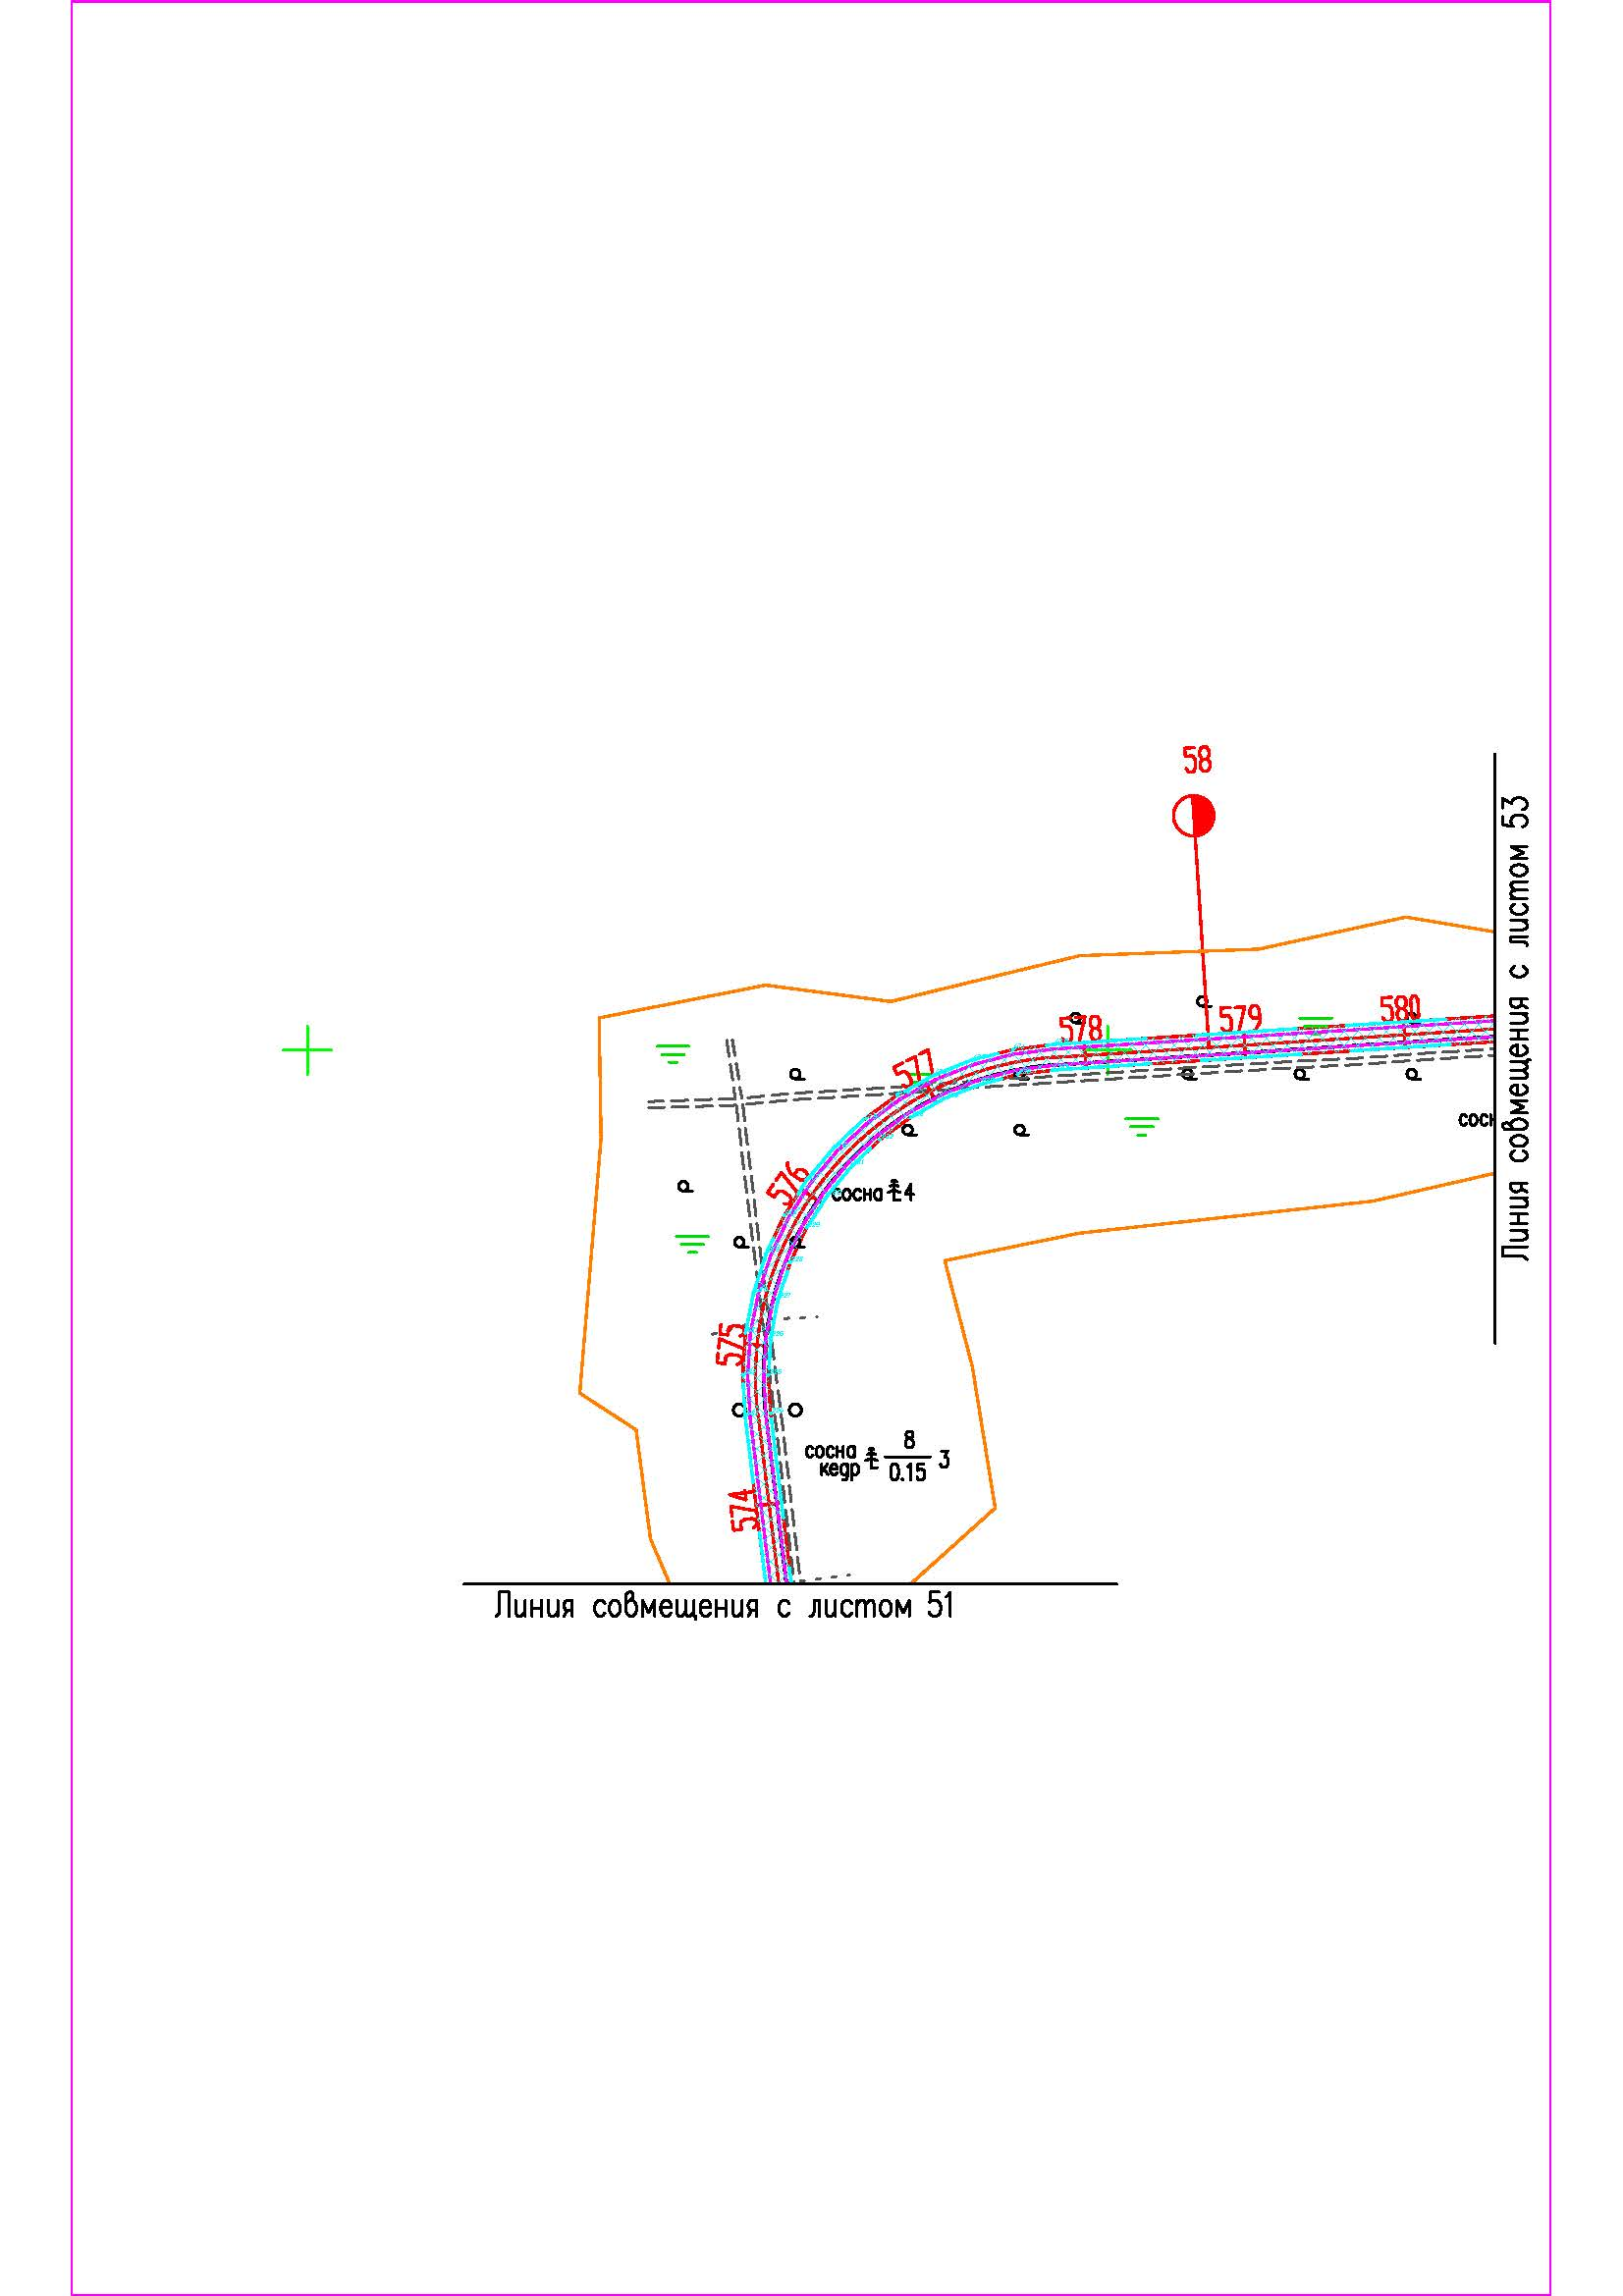 58
Линия совмещения с листом 53
578
579
580
577
576
сосна 4
575
сосна
кедр
8
0.15
3
574
Линия совмещения с листом 51